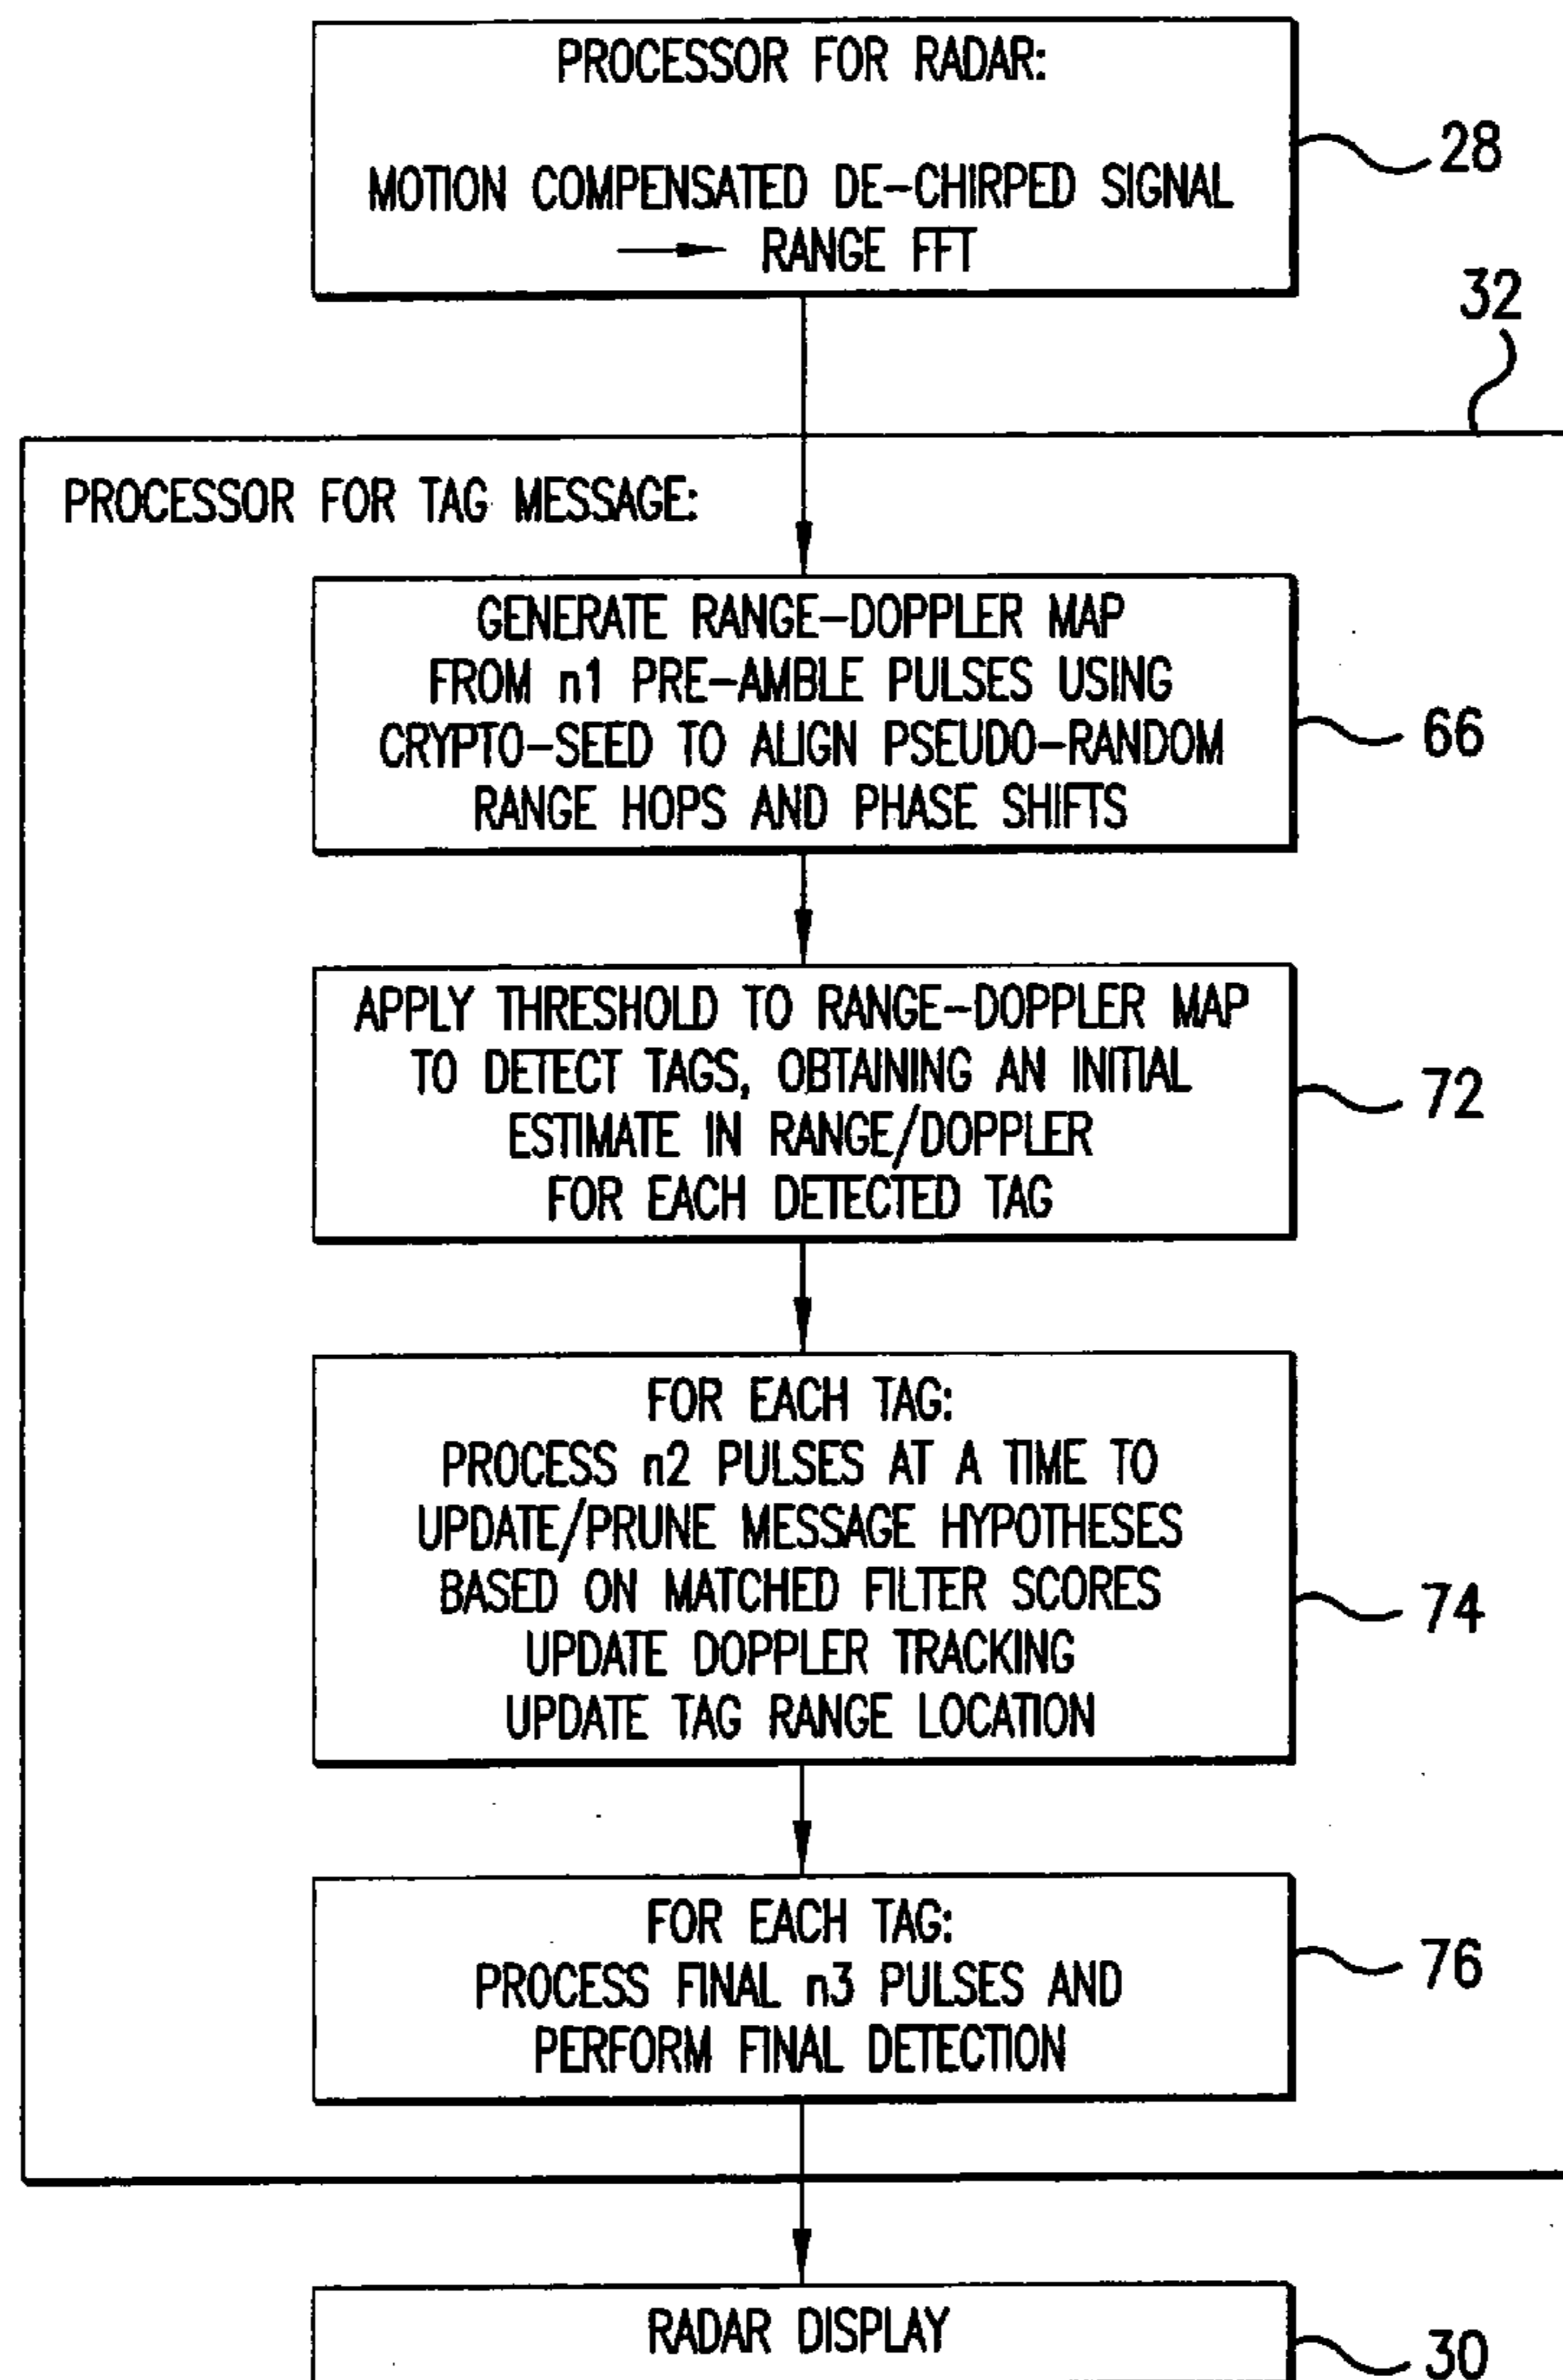 PROCESSOR FOR RADAR:
MOTION COMPENSATED DE-CHIRPED SIGNAL
→ RANGE FFT
28
32
PROCESSOR FOR TAG MESSAGE:
GENERATE RANGE-DOPPLER MAP
FROM n1 PRE-AMBLE PULSES USING
CRYPTO-SEED TO ALIGN PSEUDO-RANDOM
RANGE HOPS AND PHASE SHIFTS
66
APPLY THRESHOLD TO RANGE-DOPPLER MAP
TO DETECT TAGS, OBTAINING AN INITIAL
ESTIMATE IN RANGE/DOPPLER
FOR EACH DETECTED TAG
72
FOR EACH TAG:
PROCESS n2 PULSES AT A TIME TO
UPDATE/PRUNE MESSAGE HYPOTHESES
BASED ON MATCHED FILTER SCORES
UPDATE DOPPLER TRACKING
UPDATE TAG RANGE LOCATION
74
FOR EACH TAG:
PROCESS FINAL n3 PULSES AND
PERFORM FINAL DETECTION
76
RADAR DISPLAY
30